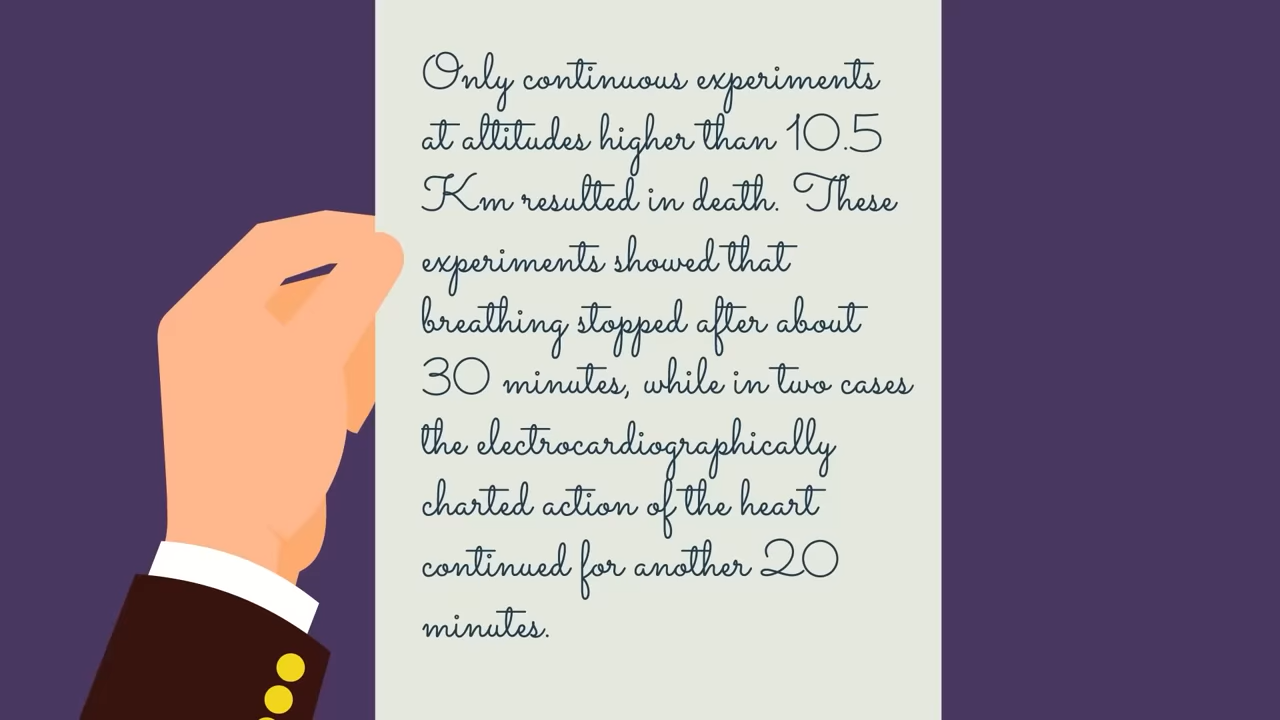 Only continuous experiments
at altitudes higher than 10.5
Km resulted in death. These
experiments showed that
breathing stopped after about
30 minutes, while in two cases
the electrocardiographically
charted action of the heart
continued for another 20
minutes.